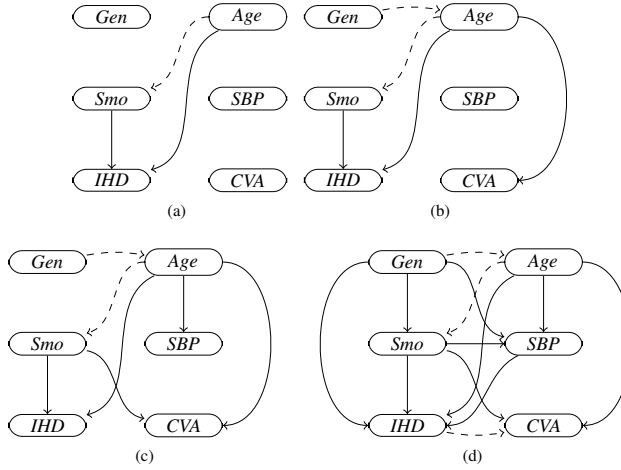 Gen Age Gen Age
Smo SBP Smo SBP
IHD CVA IHD CVA
(a) (b)
Gen Age Gen Age
Smo SBP Smo SBP
IHD CVA IHD CVA
(c) (d)